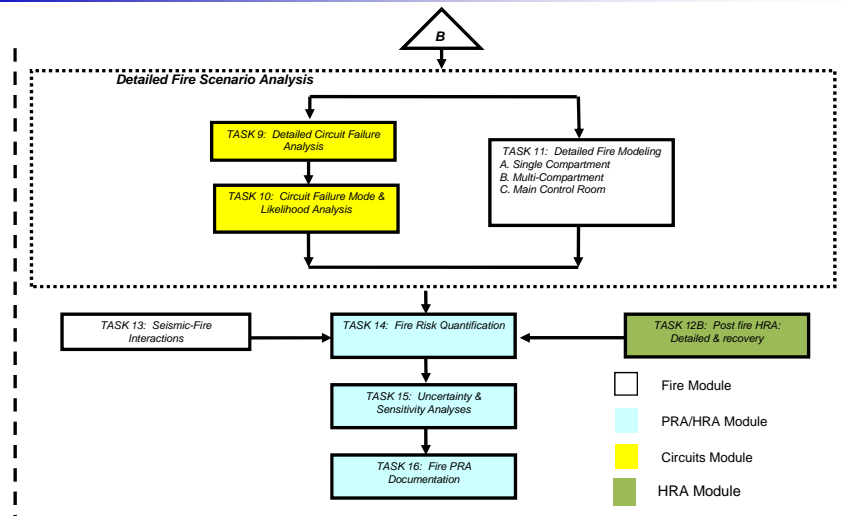 B
Detailed Fire Scenario Analysis
TASK 9: Detailed Circuit Failure
Analysis
TASK 10: Circuit Failure Mode &
Likelihood Analysis
TASK 11: Detailed Fire Modeling
A. Single Compartment
B. Multi-Compartment
C. Main Control Room
TASK 13: Seismic-Fire
Interactions
TASK 14: Fire Risk Quantification
TASK 12B: Post fire HRA:
Detailed & recovery
TASK 15: Uncertainty &
Sensitivity Analyses
TASK 16: Fire PRA
Documentation
Fire Module
PRA/HRA Module
Circuits Module
HRA Module